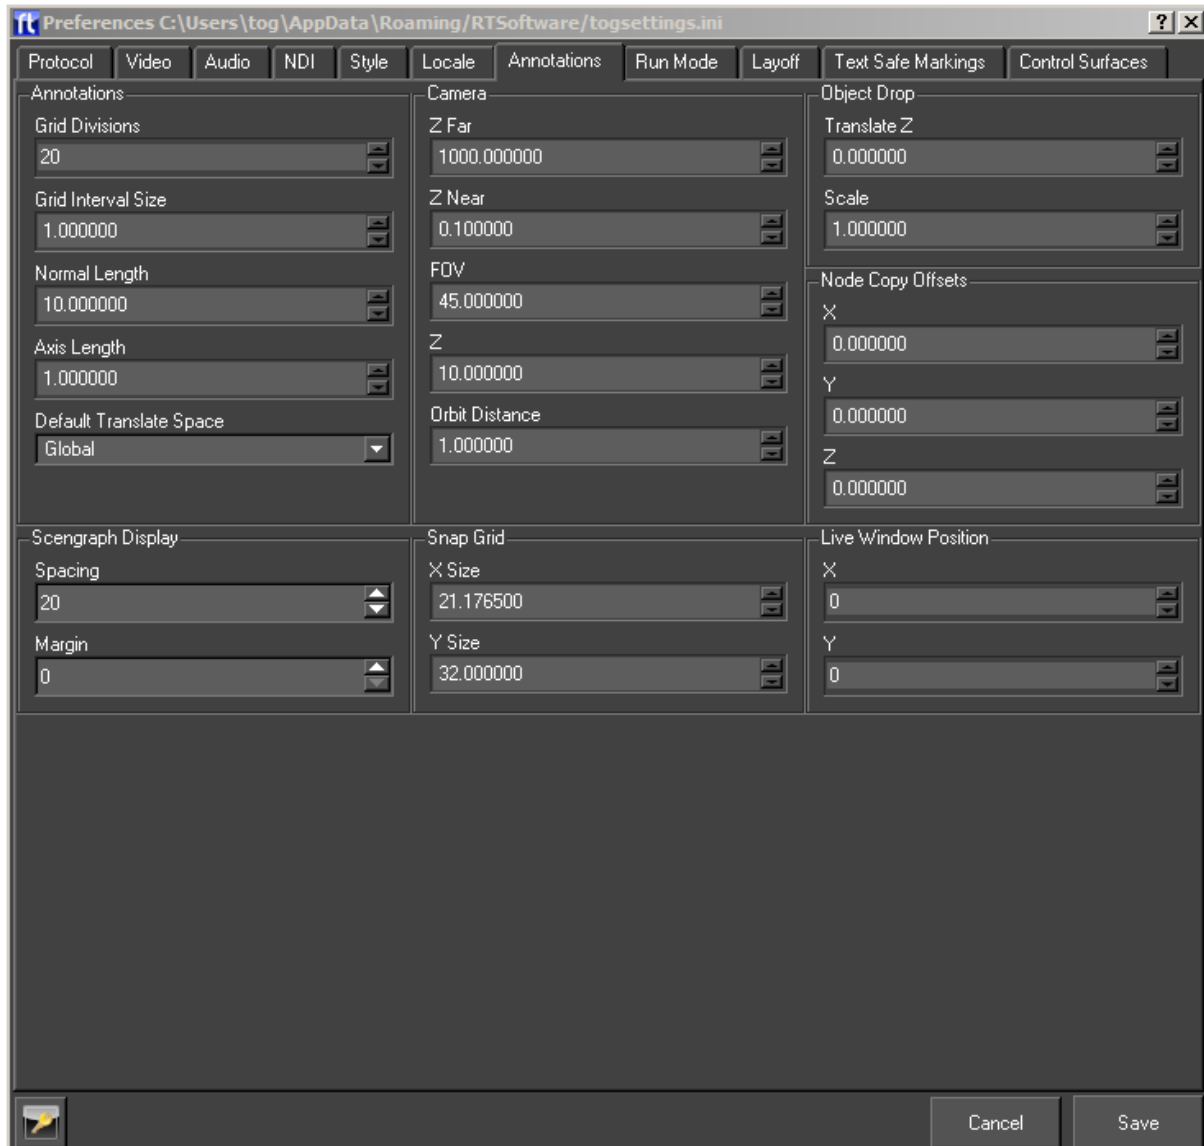 ft Preferences C:\Users\tog\AppData\Roaming/RTSoftware/togsettings.ini ? X
Protocol Video Audio NDI Style Locale Annotations Run Mode Layoff Text Safe Markings Control Surfaces
Annotations
Grid Divisions
20
Grid Interval Size
1.000000
Normal Length
10.000000
Axis Length
1.000000
Default Translate Space
Global
Camera
Z Far
1000.000000
Z Near
0.100000
FOV
45.000000
Z
10.000000
Orbit Distance
1.000000
Object Drop
Translate Z
0.000000
Scale
1.000000
Node Copy Offsets
X
0.000000
Y
0.000000
Z
0.000000
Scengraph Display
Spacing
20
Margin
0
Snap Grid
X Size
21.176500
Y Size
32.000000
Live Window Position
X
0
Y
0
Cancel Save